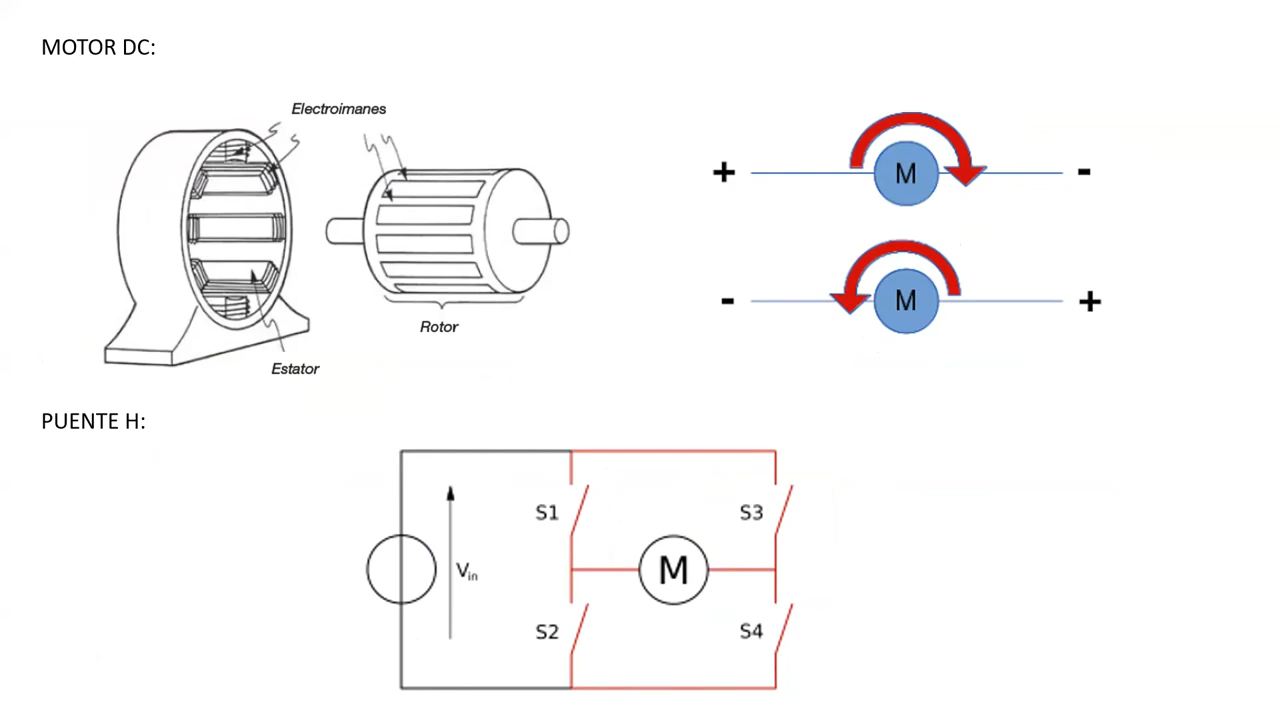 MOTOR DC:
Electroimanes
Rotor
Estator
+ M -
- M +
PUENTE H:
S1
S3
Vin
M
S2
S4